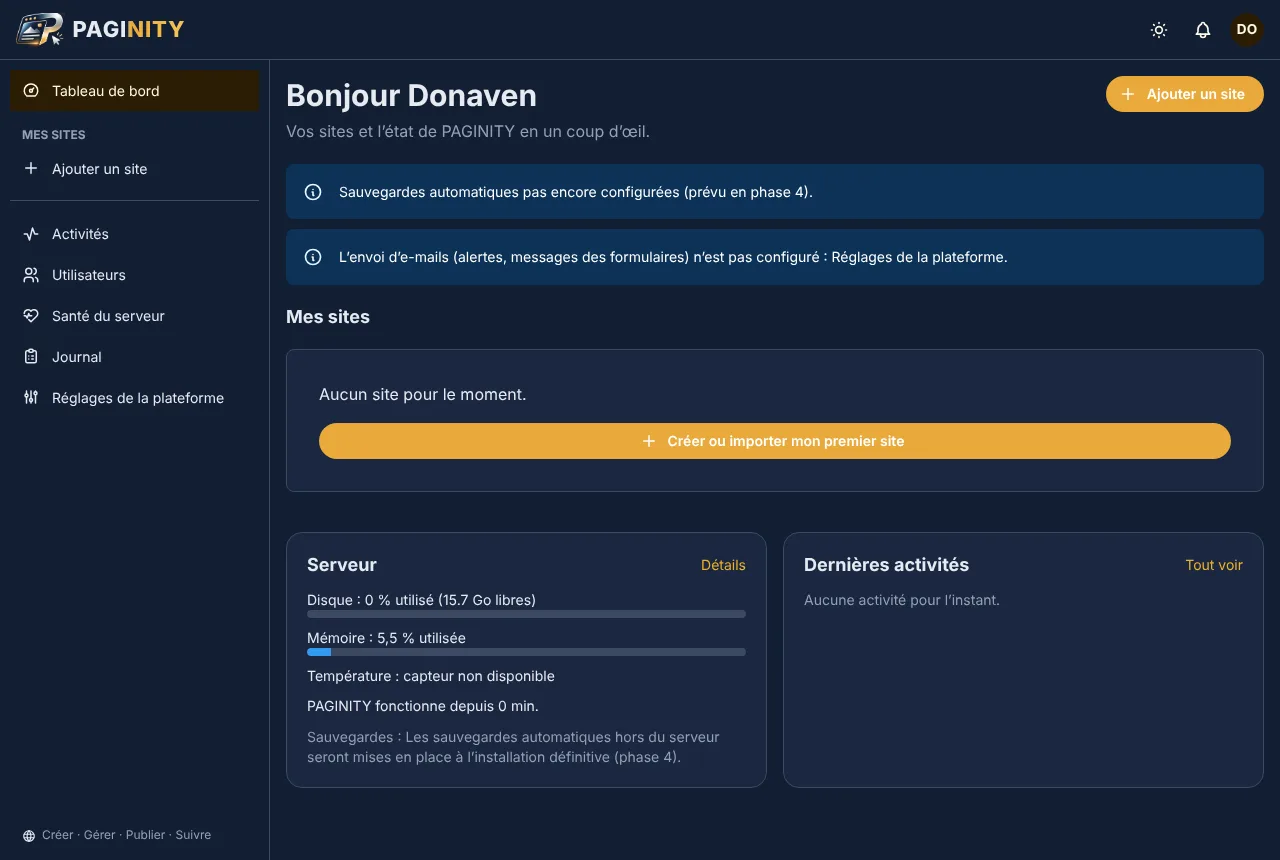 PAGINITY
DO
Tableau de bord
MES SITES
Ajouter un site
Activités
Utilisateurs
Santé du serveur
Journal
Réglages de la plateforme
Créer · Gérer · Publier · Suivre
Bonjour Donaven
Ajouter un site
Vos sites et l’état de PAGINITY en un coup d’œil.
Sauvegardes automatiques pas encore configurées (prévu en phase 4).
L’envoi d’e-mails (alertes, messages des formulaires) n’est pas configuré : Réglages de la plateforme.
Mes sites
Aucun site pour le moment.
Créer ou importer mon premier site
Serveur
Détails
Disque : 0 % utilisé (15.7 Go libres)
Mémoire : 5,5 % utilisée
Température : capteur non disponible
PAGINITY fonctionne depuis 0 min.
Sauvegardes : Les sauvegardes automatiques hors du serveur
seront mises en place à l’installation définitive (phase 4).
Dernières activités
Tout voir
Aucune activité pour l’instant.